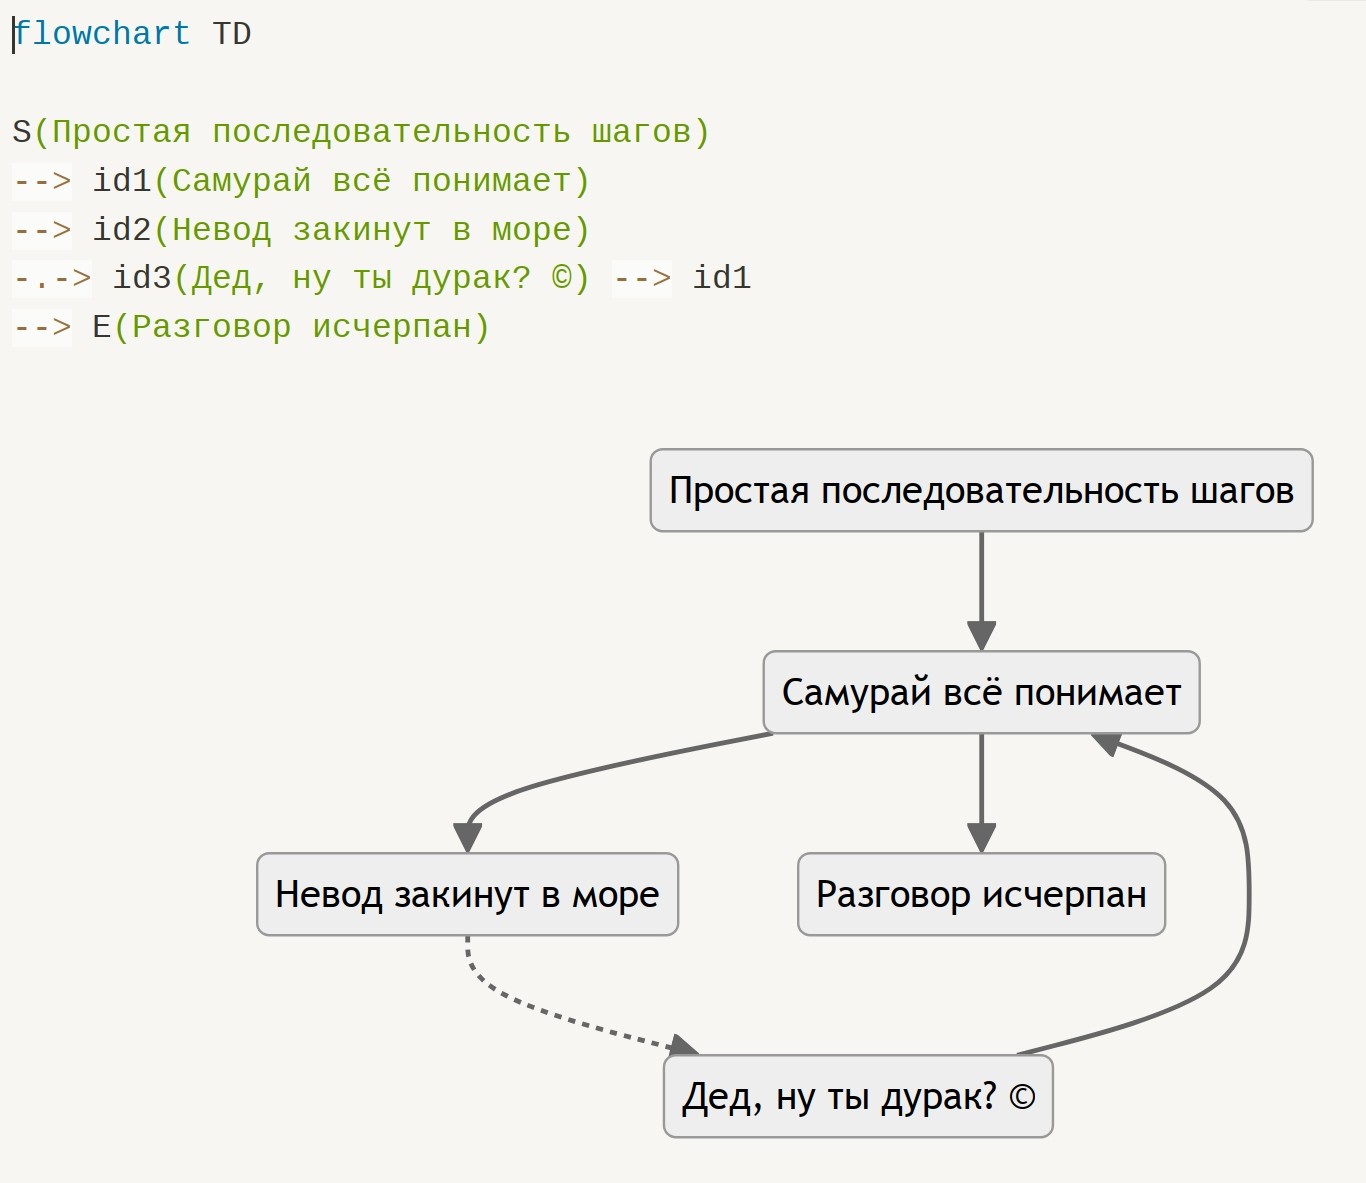 flowchart TD
S(Простая последовательность шагов)
--> id1(Самурай всё понимает)
--> id2(Невод закинут в море)
-.-> id3(Дед, ну ты дурак? ©) --> id1
--> E(Разговор исчерпан)
Простая последовательность шагов
Самурай всё понимает
Невод закинут в море
Разговор исчерпан
Дед, ну ты дурак? ©